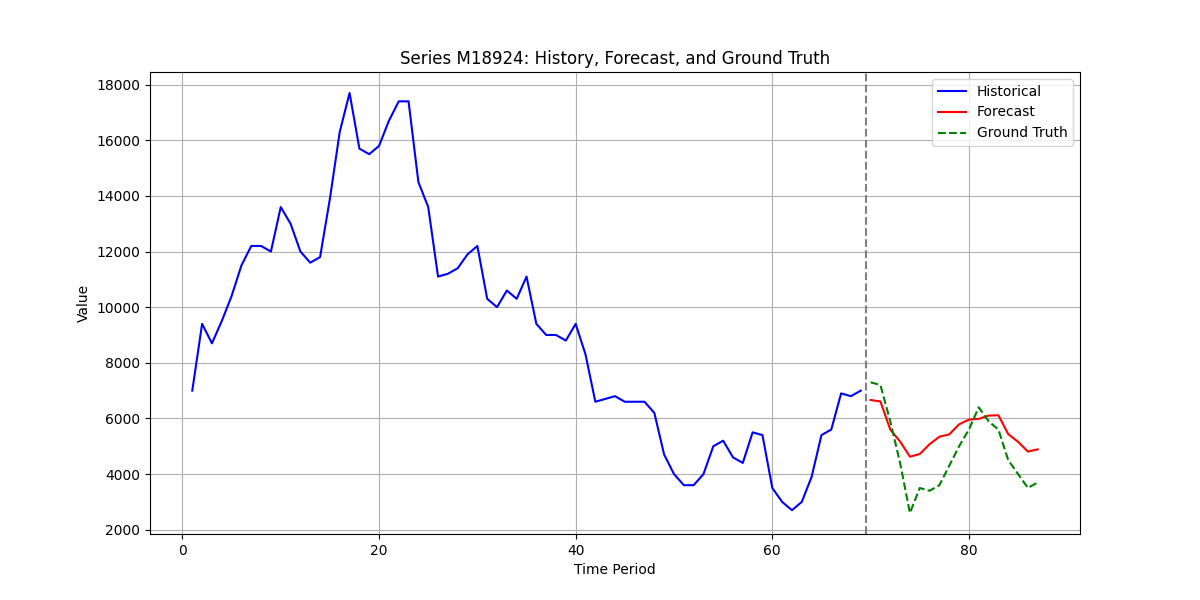 Series M18924: History, Forecast, and Ground Truth
Historical
Forecast
Ground Truth
Value
18000
16000
14000
12000
10000
8000
6000
4000
2000
0
20
40
60
80
Time Period